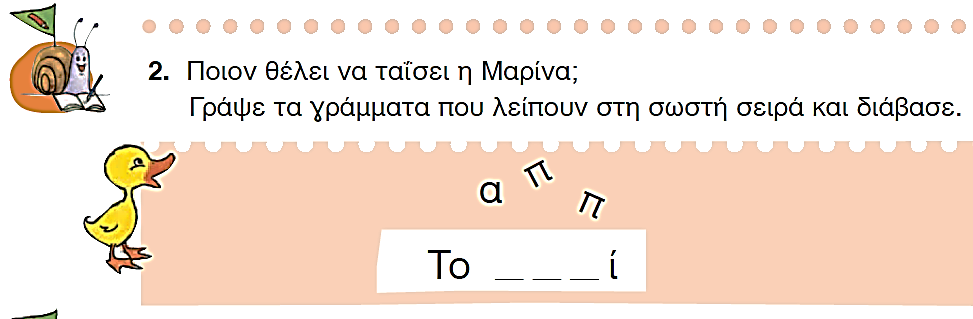 2. Ποιον θέλει να ταΐσει η Μαρίνα;
Γράψε τα γράμματα που λείπουν στη σωστή σειρά και διάβασε.
α π π
Το _ _ _ ί